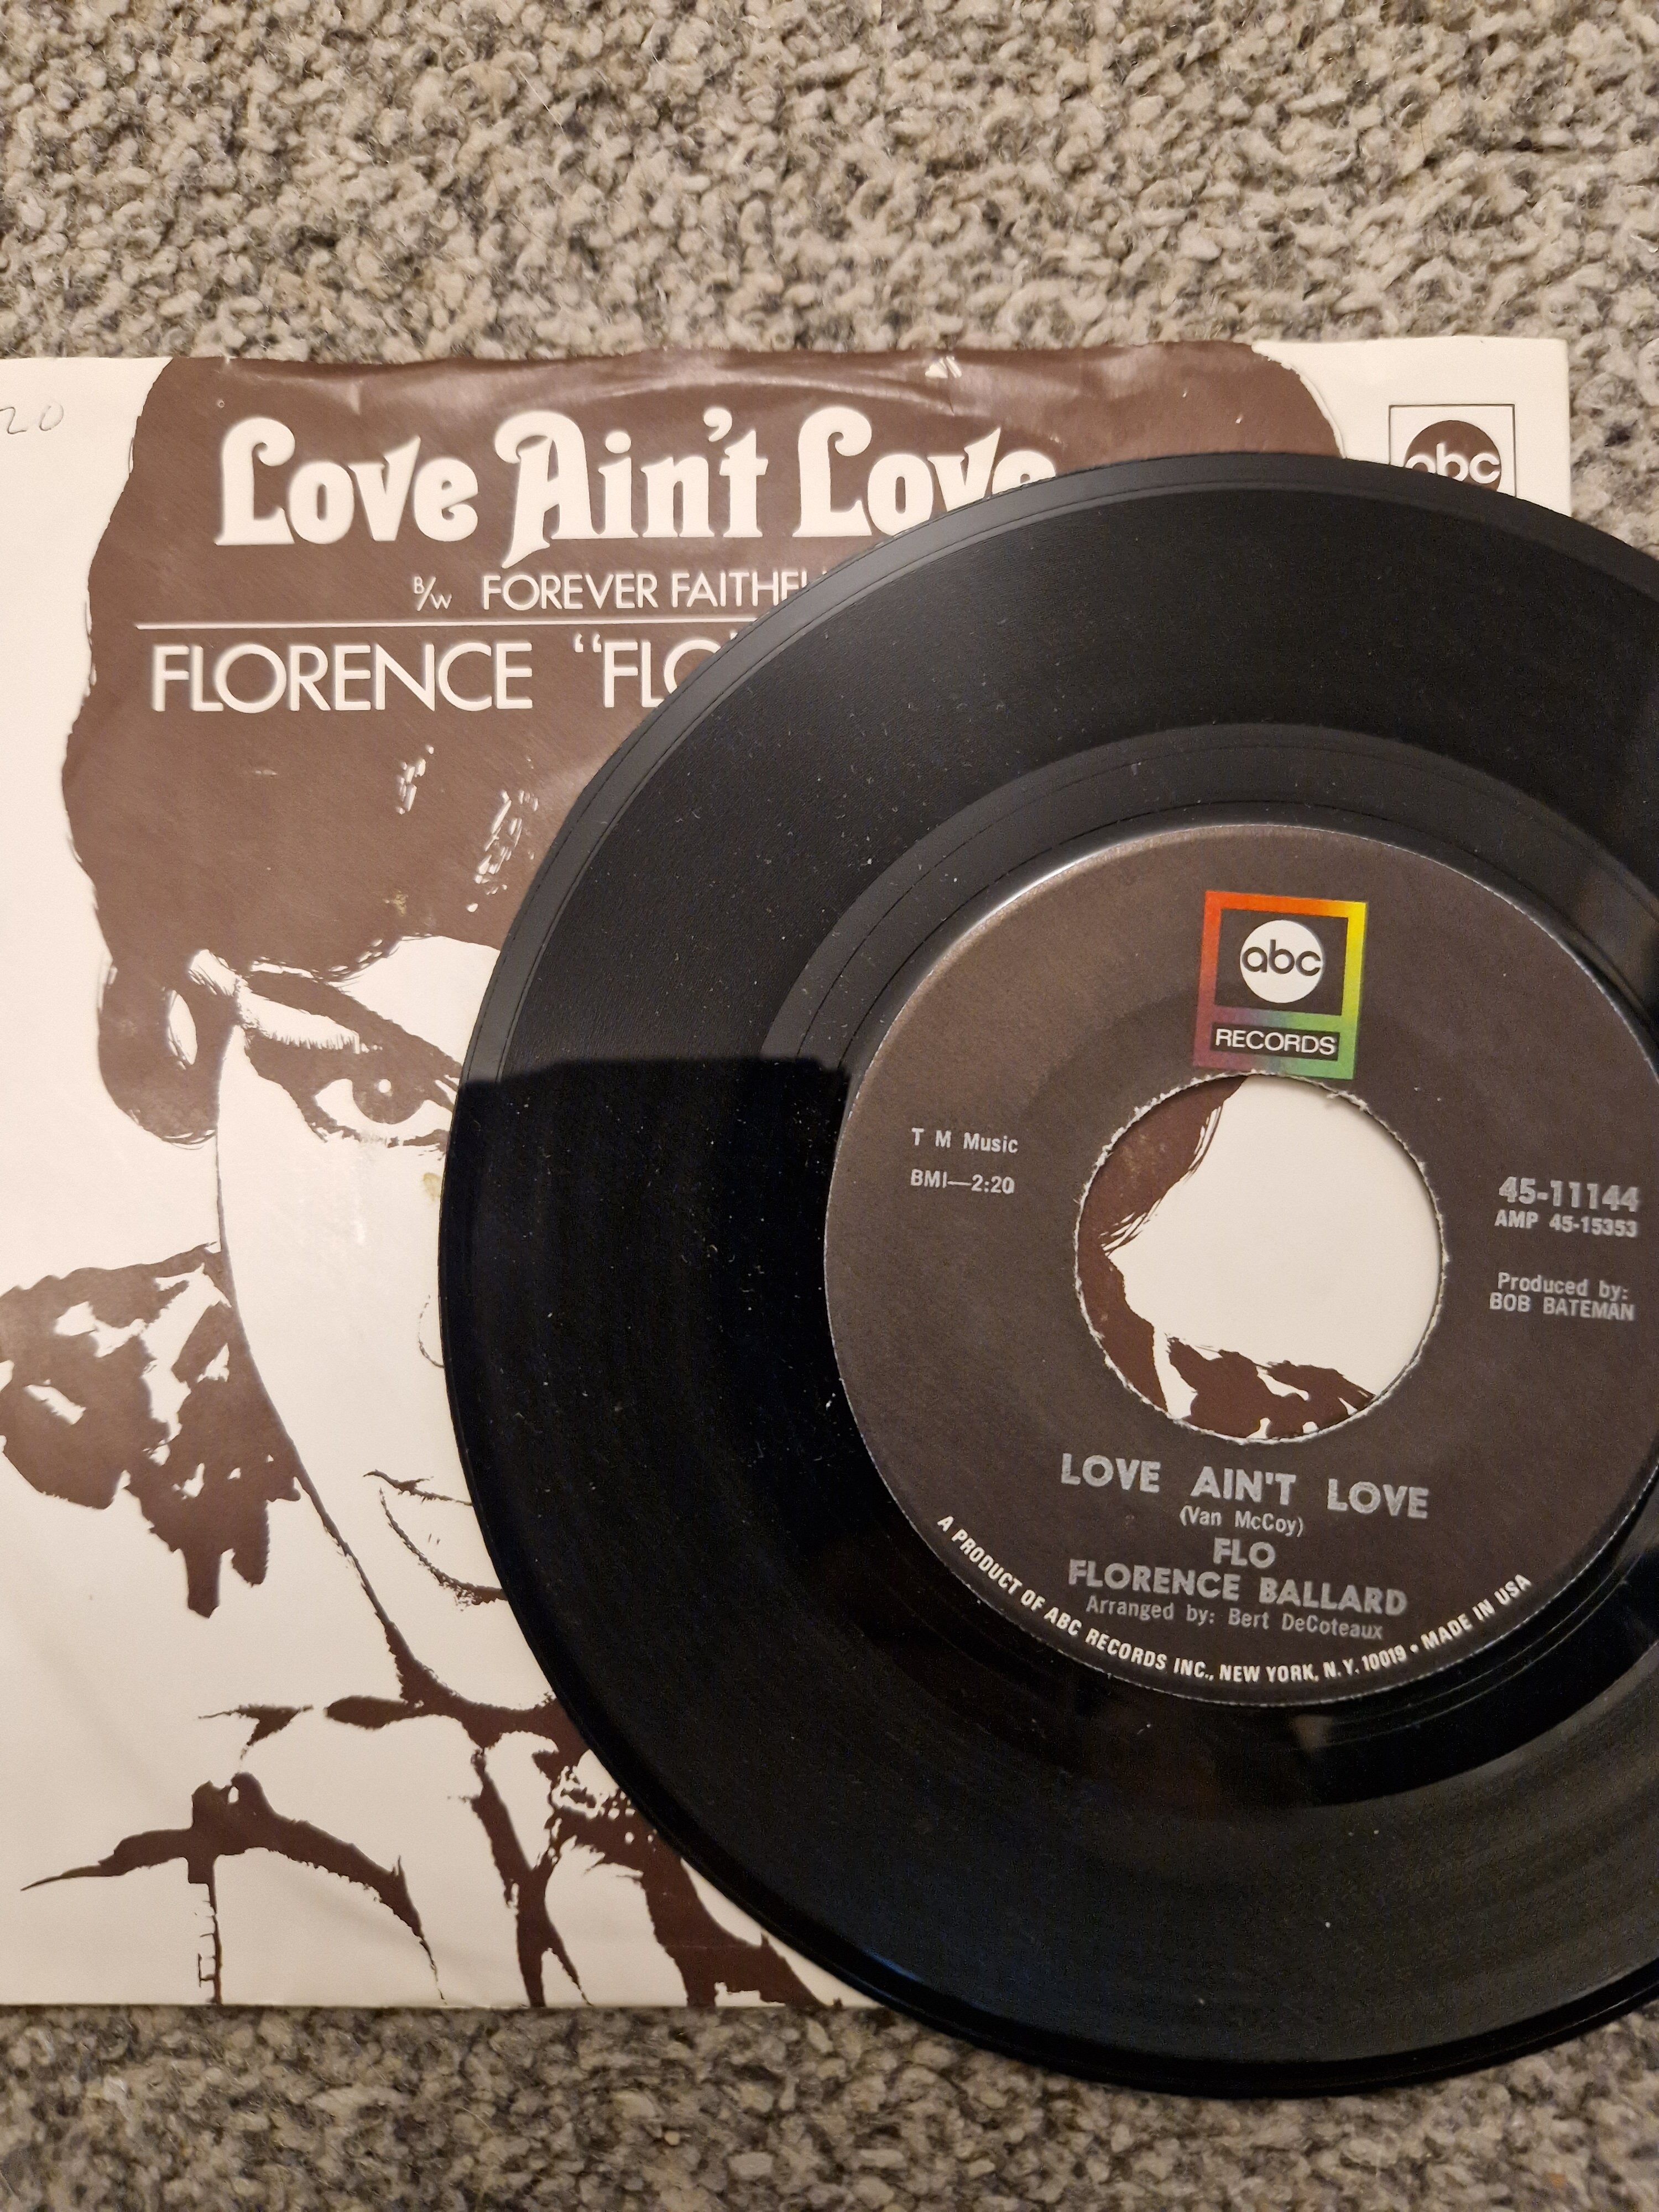 20
Love Ain't Love
abc
B/W FOREVER
FLORENCE
abc
RECORDS
T M Music
BMI—2:20
45-11144
AMP 45-15353
Produced by:
BOB BATEMAN
LOVE AIN'T LOVE
(Van McCoy)
FLO
FLORENCE BALLARD
Arranged by: Bert DeCoteaux
A PRODUCT OF ABC RECORDS INC., NEW YORK, N.Y. 10019 • MADE IN USA